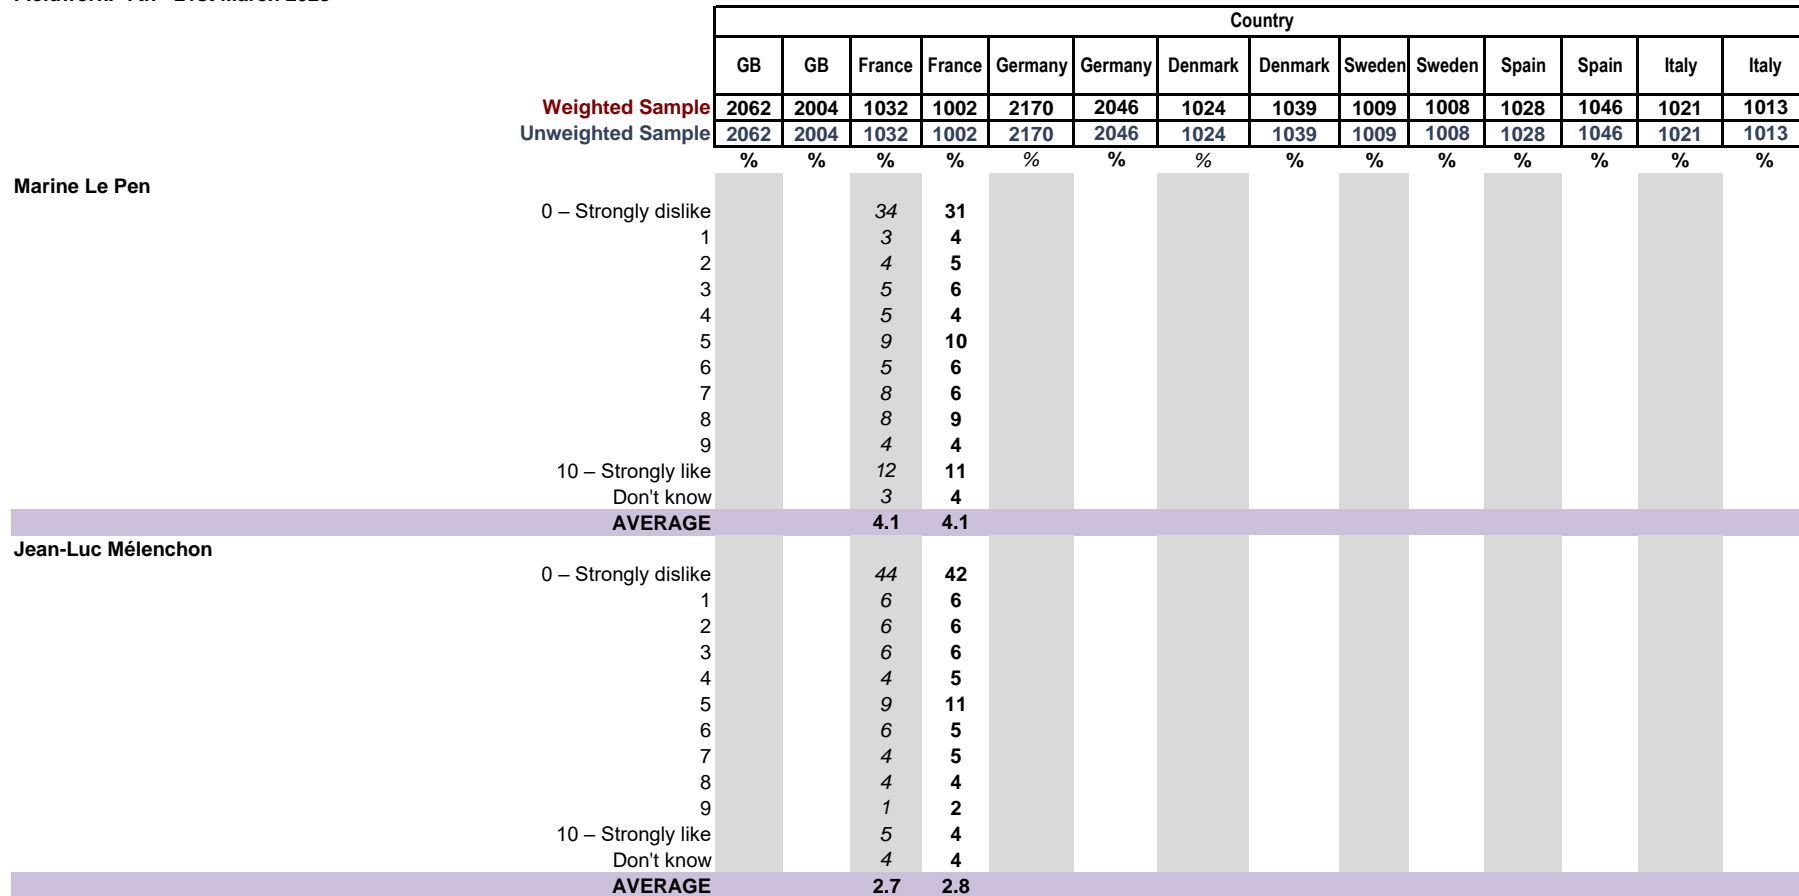 Country
GB GB France France Germany Germany Denmark Denmark Sweden Sweden Spain Spain Italy Italy
Weighted Sample 2062 2004 1032 1002 2170 2046 1024 1039 1009 1008 1028 1046 1021 1013
Unweighted Sample 2062 2004 1032 1002 2170 2046 1024 1039 1009 1008 1028 1046 1021 1013
% % % % % % % % % % % % % %
Marine Le Pen
0 – Strongly dislike 34 31
1 3 4
2 4 5
3 5 6
4 5 4
5 9 10
6 5 6
7 8 6
8 8 9
9 4 4
10 – Strongly like 12 11
Don't know 3 4
AVERAGE 4.1 4.1
Jean-Luc Mélenchon
0 – Strongly dislike 44 42
1 6 6
2 6 6
3 6 6
4 4 5
5 9 11
6 6 5
7 4 5
8 4 4
9 1 2
10 – Strongly like 5 4
Don't know 4 4
AVERAGE 2.7 2.8